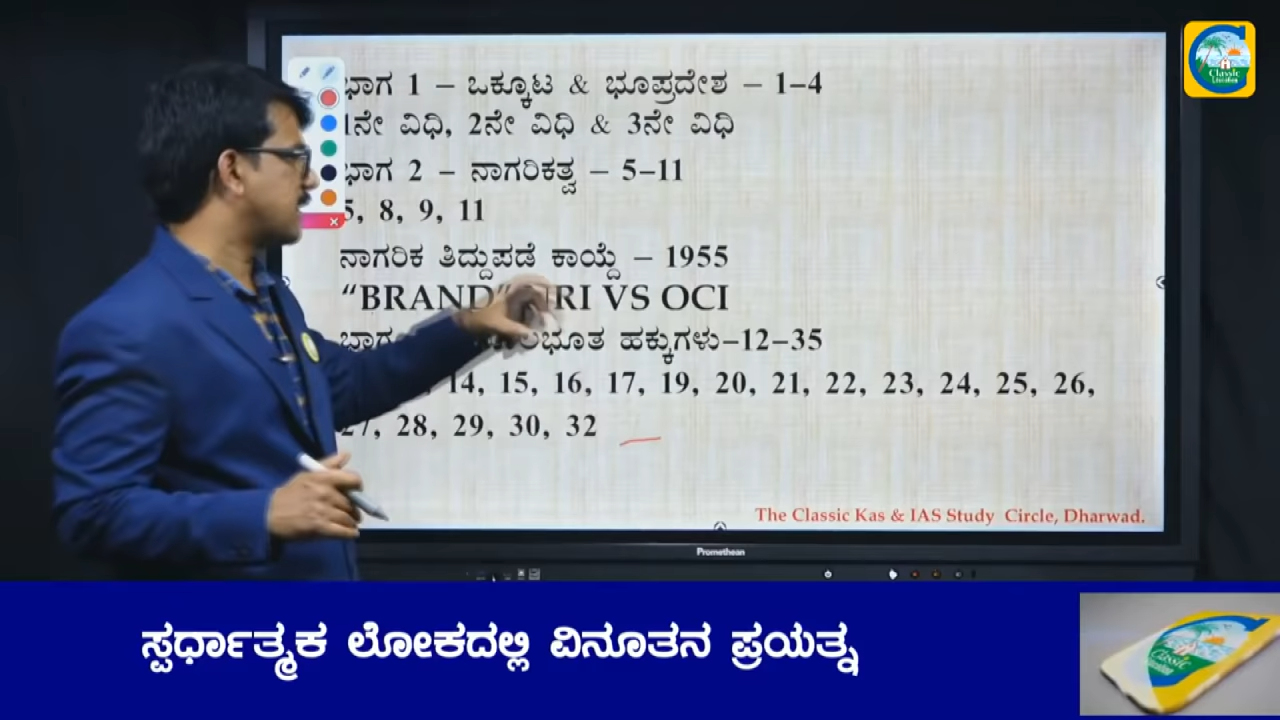 ಭಾಗ 1 – ಒಕ್ಕೂಟ & ಭೂಪ್ರದೇಶ – 1–4
1ನೇ ವಿಧಿ, 2ನೇ ವಿಧಿ & 3ನೇ ವಿಧಿ
ಭಾಗ 2 – ನಾಗರಿಕತ್ವ – 5–11
5, 8, 9, 11
ನಾಗರಿಕ ತಿದ್ದುಪಡೆ ಕಾಯ್ದೆ – 1955
“BRAND” VS OCI
ಭಾಗ ಹಕ್ಕುಗಳು–12–35
14, 15, 16, 17, 19, 20, 21, 22, 23, 24, 25, 26,
27, 28, 29, 30, 32
The Classic Kas & IAS Study Circle, Dharwad.
Promethean
ಸ್ಪರ್ಧಾತ್ಮಕ ಲೋಕದಲ್ಲಿ ವಿನೂತನ ಪ್ರಯತ್ನ
Classic
Classic